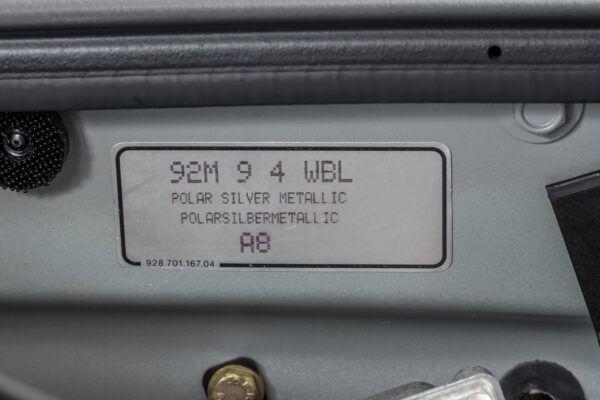 92M 9 4 WBL
POLAR SILVER METALLIC
POLARSILBERMETALLIC
A8
928.701.167.04